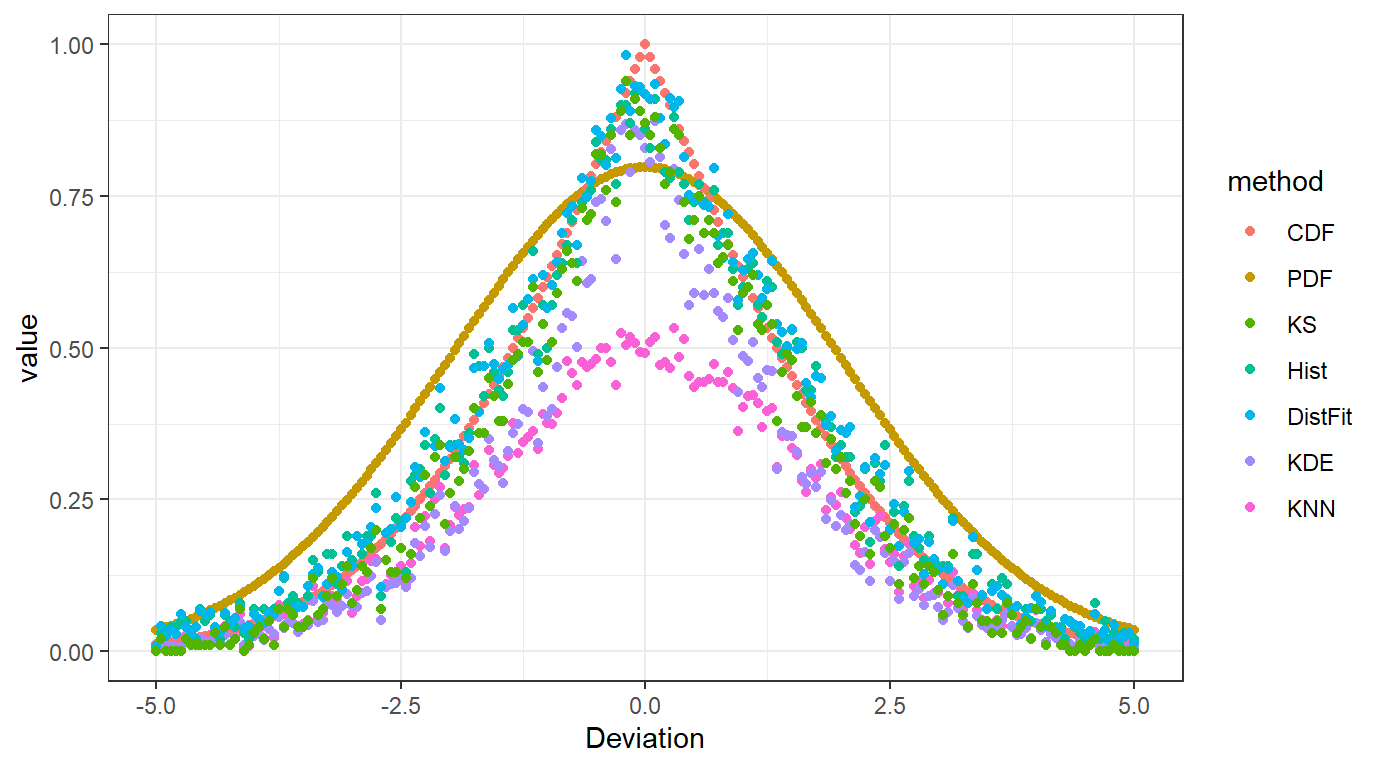 1.00
0.75
0.50
0.25
0.00
value
-5.0 -2.5 0.0 2.5 5.0
Deviation
method
CDF
PDF
KS
Hist
DistFit
KDE
KNN